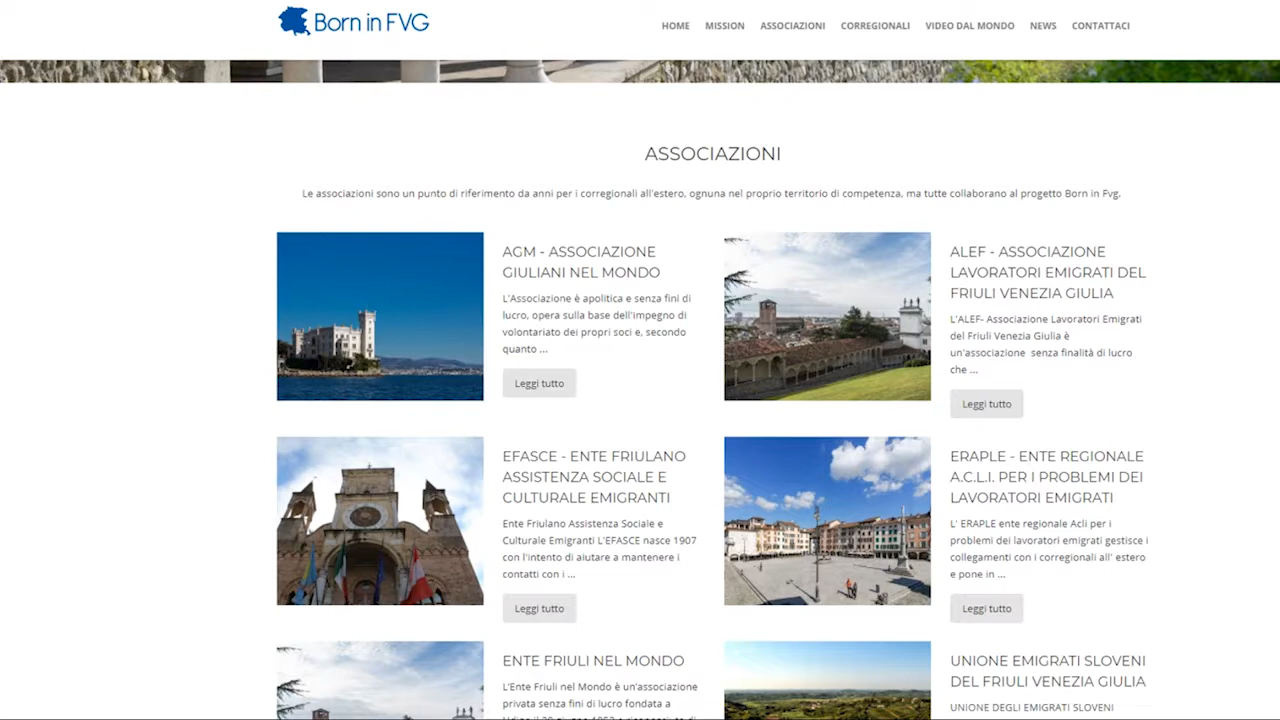 Born in FVG
HOME MISSION ASSOCIAZIONI CORREGIONALI VIDEO DAL MONDO NEWS CONTATTACI
ASSOCIAZIONI
Le associazioni sono un punto di riferimento da anni per i corregionali all'estero, ognuna nel proprio territorio di competenza, ma tutte collaborano al progetto Born in Fvg.
AGM - ASSOCIAZIONE
GIULIANI NEL MONDO
L'Associazione è apolitica e senza fini di
lucro, opera sulla base dell'impegno di
volontariato dei propri soci e, secondo
quanto ...
Leggi tutto
ALEF - ASSOCIAZIONE
LAVORATORI EMIGRATI DEL
FRIULI VENEZIA GIULIA
L'ALEF- Associazione Lavoratori Emigrati
del Friuli Venezia Giulia è
un'associazione senza finalità di lucro
che ...
Leggi tutto
EFASCE - ENTE FRIULANO
ASSISTENZA SOCIALE E
CULTURALE EMIGRANTI
Ente Friulano Assistenza Sociale e
Culturale Emigranti L'EFASCE nasce 1907
con l'intento di aiutare a mantenere i
contatti con i ...
Leggi tutto
ERAPLE - ENTE REGIONALE
A.C.L.I. PER I PROBLEMI DEI
LAVORATORI EMIGRATI
L' ERAPLE ente regionale Acli per i
problemi dei lavoratori emigrati gestisce i
collegamenti con i corregionali all' estero
e pone in ...
Leggi tutto
ENTE FRIULI NEL MONDO
L'Ente Friuli nel Mondo è un'associazione
privata senza fini di lucro fondata a
UNIONE EMIGRATI SLOVENI
DEL FRIULI VENEZIA GIULIA
UNIONE DEGLI EMIGRATI SLOVENI